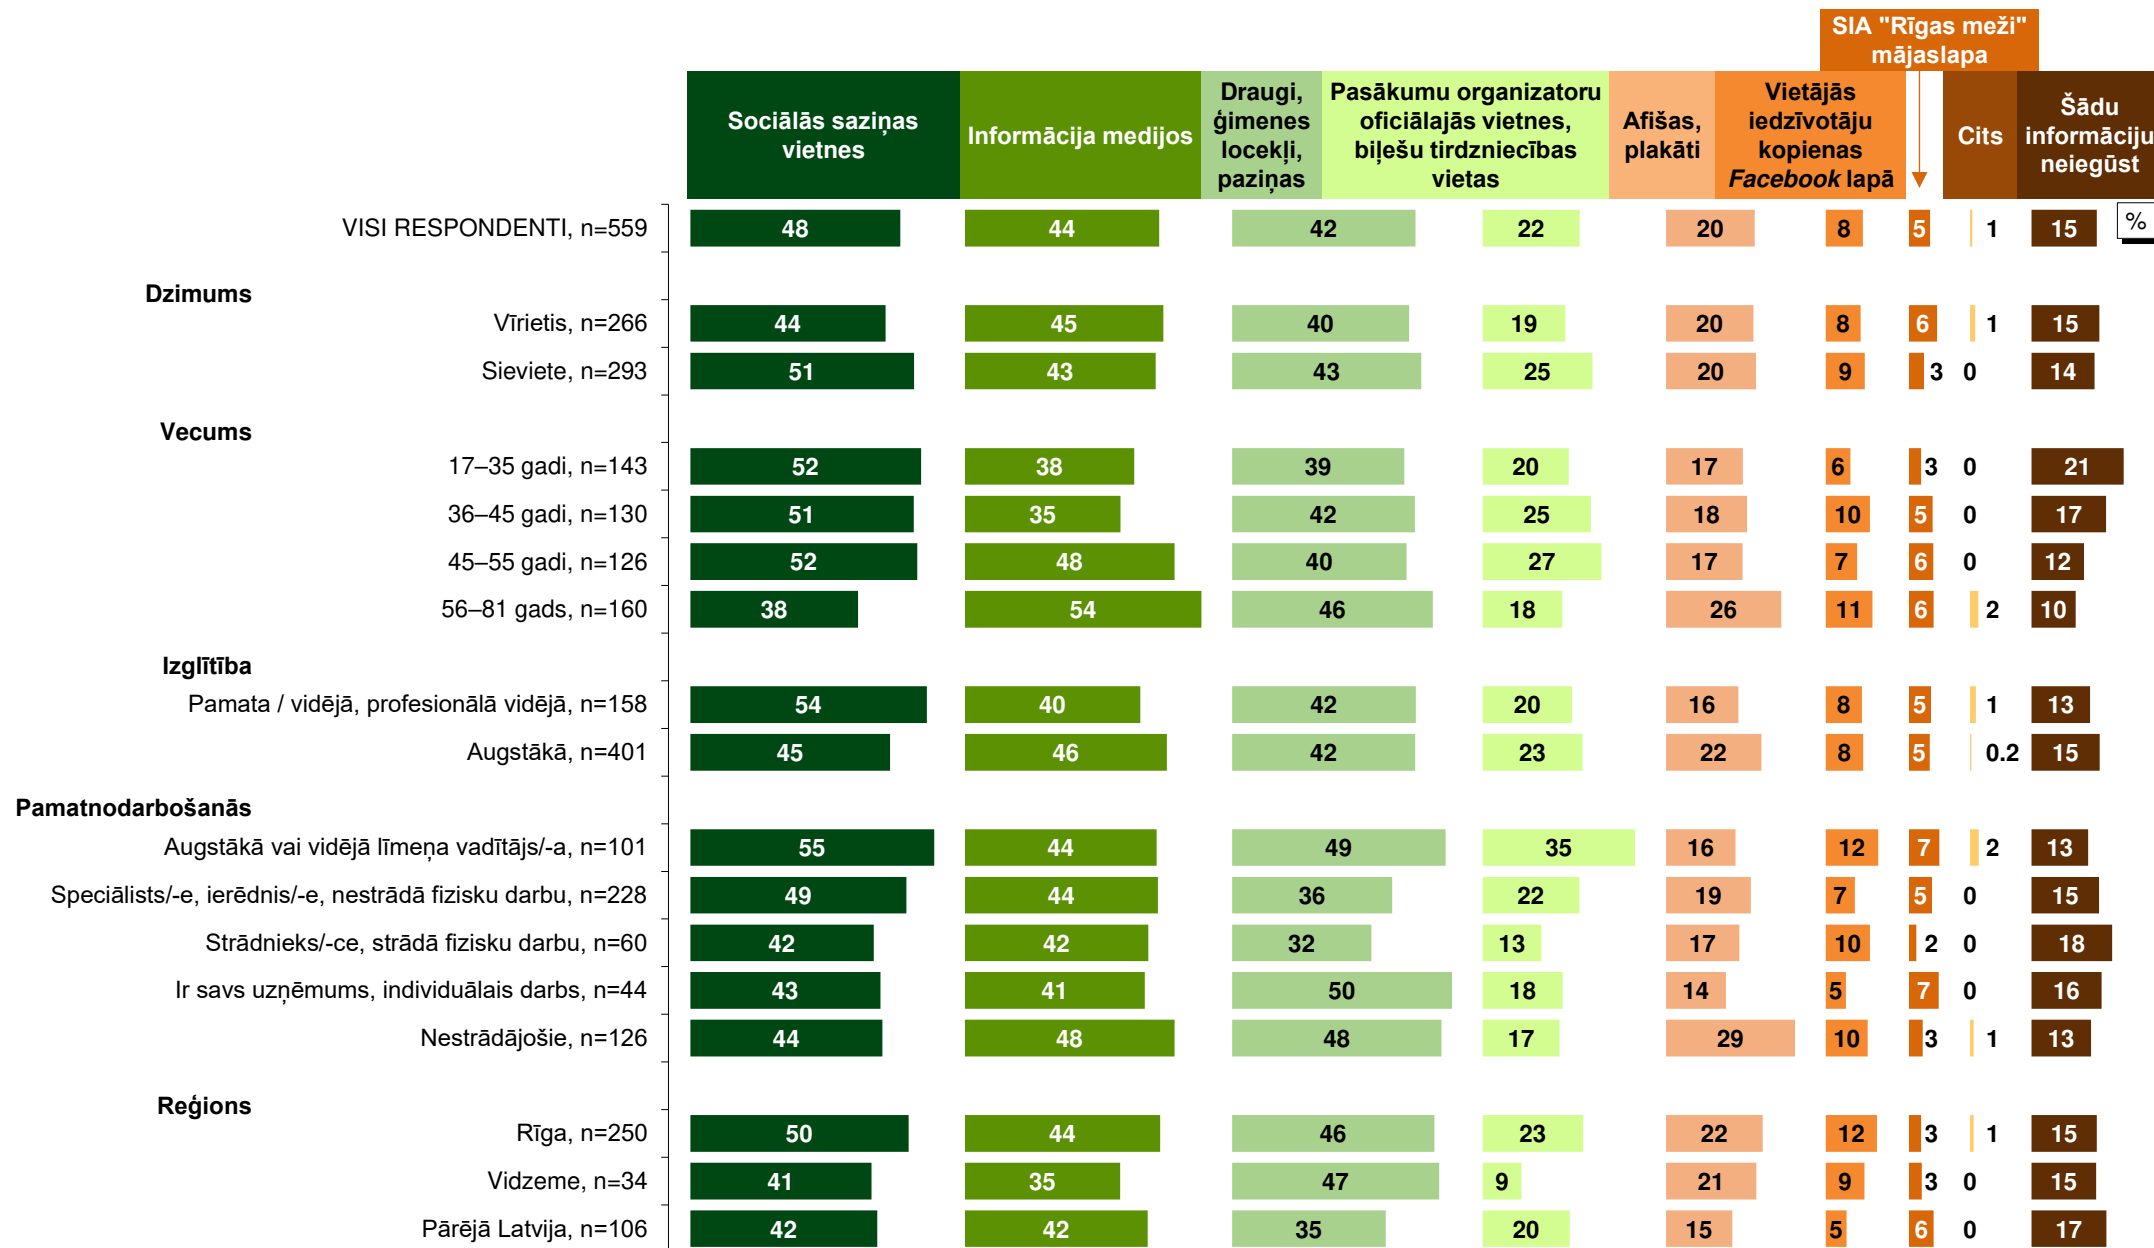 SIA "Rīgas meži"
mājaslapa
Sociālās saziņas
vietnes
Informācija medijos
Draugi,
ģimenes
locekļi,
paziņas
Pasākumu organizatoru
oficiālajās vietnes,
biļešu tirdzniecības
vietas
Afišas,
plakāti
Vietājās
iedzīvotāju
kopienas
Facebook lapā
Cits
Šādu
informāciju
neiegūst
%
VISI RESPONDENTI, n=559 48 44 42 22 20 8 5 1 15
Dzimums
Vīrietis, n=266 44 45 40 19 20 8 6 1 15
Sieviete, n=293 51 43 43 25 20 9 3 0 14
Vecums
17–35 gadi, n=143 52 38 39 20 17 6 3 0 21
36–45 gadi, n=130 51 35 42 25 18 10 5 0 17
45–55 gadi, n=126 52 48 40 27 17 7 6 0 12
56–81 gads, n=160 38 54 46 18 26 11 6 2 10
Izglītība
Pamata / vidējā, profesionālā vidējā, n=158 54 40 42 20 16 8 5 1 13
Augstākā, n=401 45 46 42 23 22 8 5 0.2 15
Pamatnodarbošanās
Augstākā vai vidējā līmeņa vadītājs/-a, n=101 55 44 49 35 16 12 7 2 13
Speciālists/-e, ierēdnis/-e, nestrādā fizisku darbu, n=228 49 44 36 22 19 7 5 0 15
Strādnieks/-ce, strādā fizisku darbu, n=60 42 42 32 13 17 10 2 0 18
Ir savs uzņēmums, individuālais darbs, n=44 43 41 50 18 14 5 7 0 16
Nestrādājošie, n=126 44 48 48 17 29 10 3 1 13
Reģions
Rīga, n=250 50 44 46 23 22 12 3 1 15
Vidzeme, n=34 41 35 47 9 21 9 3 0 15
Pārējā Latvija, n=106 42 42 35 20 15 5 6 0 17